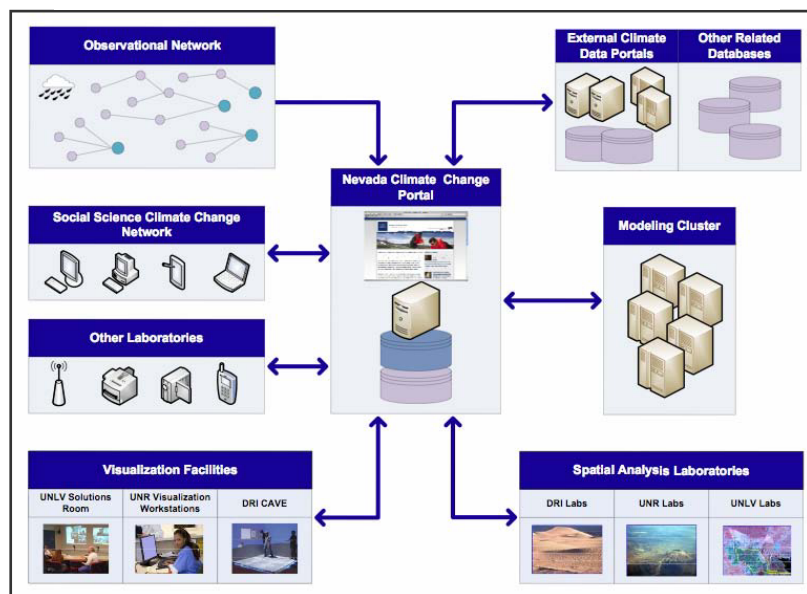 Observational Network
External Climate
Data Portals
Other Related
Databases
Nevada Climate Change
Portal
Social Science Climate Change
Network
Modeling Cluster
Other Laboratories
Visualization Facilities
UNLV Solutions
Room
UNR Visualization
Workstations
DRI CAVE
Spatial Analysis Laboratories
DRI Labs
UNR Labs
UNLV Labs